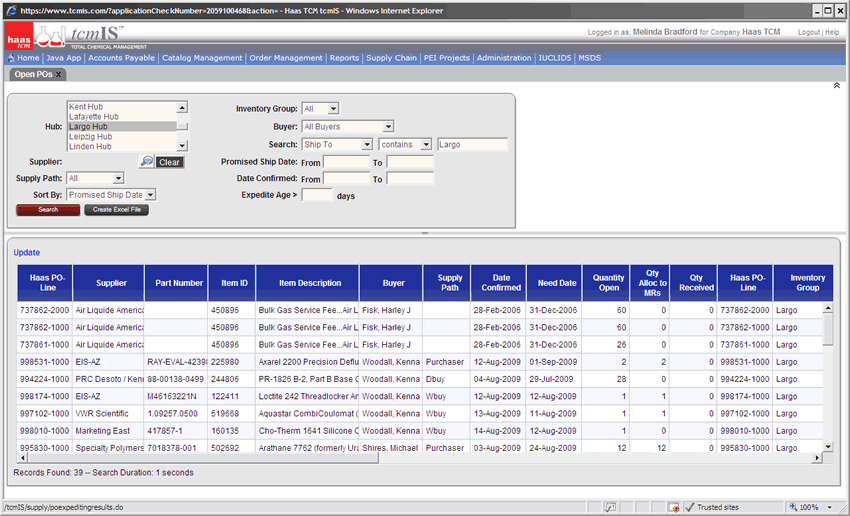 https://www.tcmis.com/?applicationCheckNumber=2059100468&action= - Haas TCM tcmIS - Windows Internet Explorer
haas tcm tcmIS™ TOTAL CHEMICAL MANAGEMENT
Logged in as: Melinda Bradford for Company Haas TCM Logout | Help
Home Java App Accounts Payable Catalog Management Order Management Reports Supply Chain PEI Projects Administration IUCLIDS MSDS
Open POs x
Kent Hub
Lafayette Hub
Hub: Largo Hub
Leipzig Hub
Linden Hub
Supplier: Clear
Supply Path: All
Sort By: Promised Ship Date
Search Create Excel File
Inventory Group: All
Buyer: All Buyers
Search: Ship To contains Largo
Promised Ship Date: From To
Date Confirmed: From To
Expedite Age > days
Update
Haas PO-Line Supplier Part Number Item ID Item Description Buyer Supply Path Date Confirmed Need Date Quantity Open Qty Alloc to MRs Qty Received Haas PO-Line Inventory Group
737862-2000 Air Liquide America 450896 Bulk Gas Service Fee...Air L Fisk, Harley J 28-Feb-2006 31-Dec-2006 60 0 0 737862-2000 Largo
737862-1000 Air Liquide America 450896 Bulk Gas Service Fee...Air L Fisk, Harley J 28-Feb-2006 31-Dec-2006 60 0 0 737862-1000 Largo
737861-1000 Air Liquide America 450896 Bulk Gas Service Fee...Air L Fisk, Harley J 28-Feb-2006 31-Dec-2006 26 0 0 737861-1000 Largo
998531-1000 EIS-AZ RAY-EVAL-4239 225980 Axarel 2200 Precision Deflu Woodall, Kenna Purchaser 12-Aug-2009 01-Sep-2009 2 2 0 998531-1000 Largo
994224-1000 PRC Desoto / Ken 88-00138-0499 244806 PR-1826 B-2, Part B Base C Woodall, Kenna Dbuy 04-Aug-2009 29-Jul-2009 28 0 0 994224-1000 Largo
998174-1000 EIS-AZ M46163221N 122411 Loctite 242 Threadlocker An Woodall, Kenna Wbuy 12-Aug-2009 12-Aug-2009 1 1 0 998174-1000 Largo
997102-1000 VWR Scientific 1.09257.0500 519668 Aquastar CombiCoulomat ( Woodall, Kenna Wbuy 13-Aug-2009 11-Aug-2009 1 1 0 997102-1000 Largo
998010-1000 Marketing East 417857-1 160135 Cho-Therm 1641 Silicone C Woodall, Kenna Wbuy 14-Aug-2009 12-Aug-2009 1 0 0 998010-1000 Largo
995830-1000 Specialty Polymers 7018378-001 502692 Arathane 7762 (formerly Ura Shires, Michael Purchaser 03-Aug-2009 24-Aug-2009 12 12 0 995830-1000 Largo
Records Found: 39 -- Search Duration: 1 seconds
/tcmIS/supply/poexpeditingresults.do Trusted sites 100%